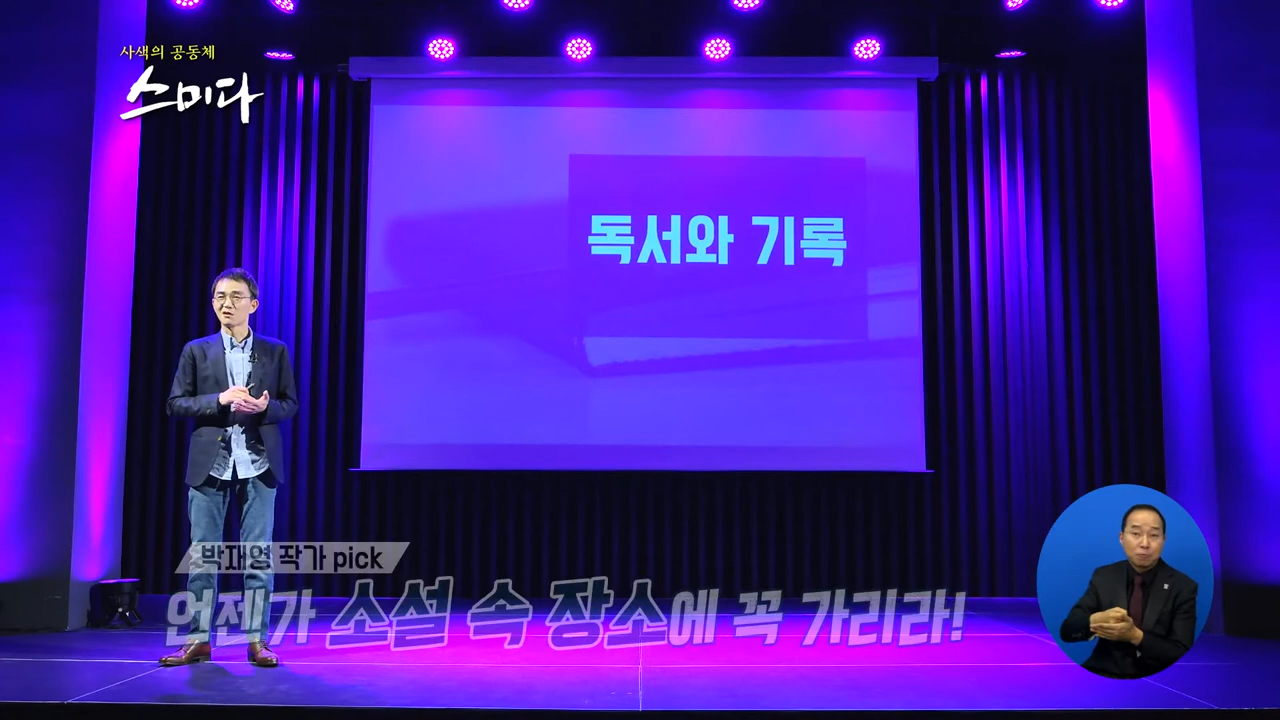 사색의 공동체
스미다
독서와 기록
박재영 작가 pick
언젠가 소설 속 장소에 꼭 가리라!